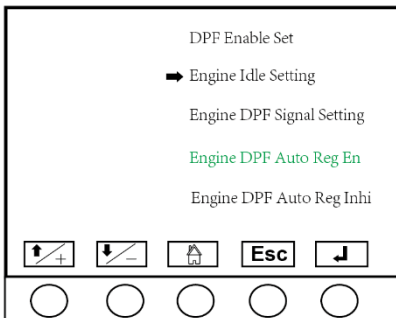 DPF Enable Set
Engine Idle Setting
Engine DPF Signal Setting
Engine DPF Auto Reg En
Engine DPF Auto Reg Inhi
+ − Esc